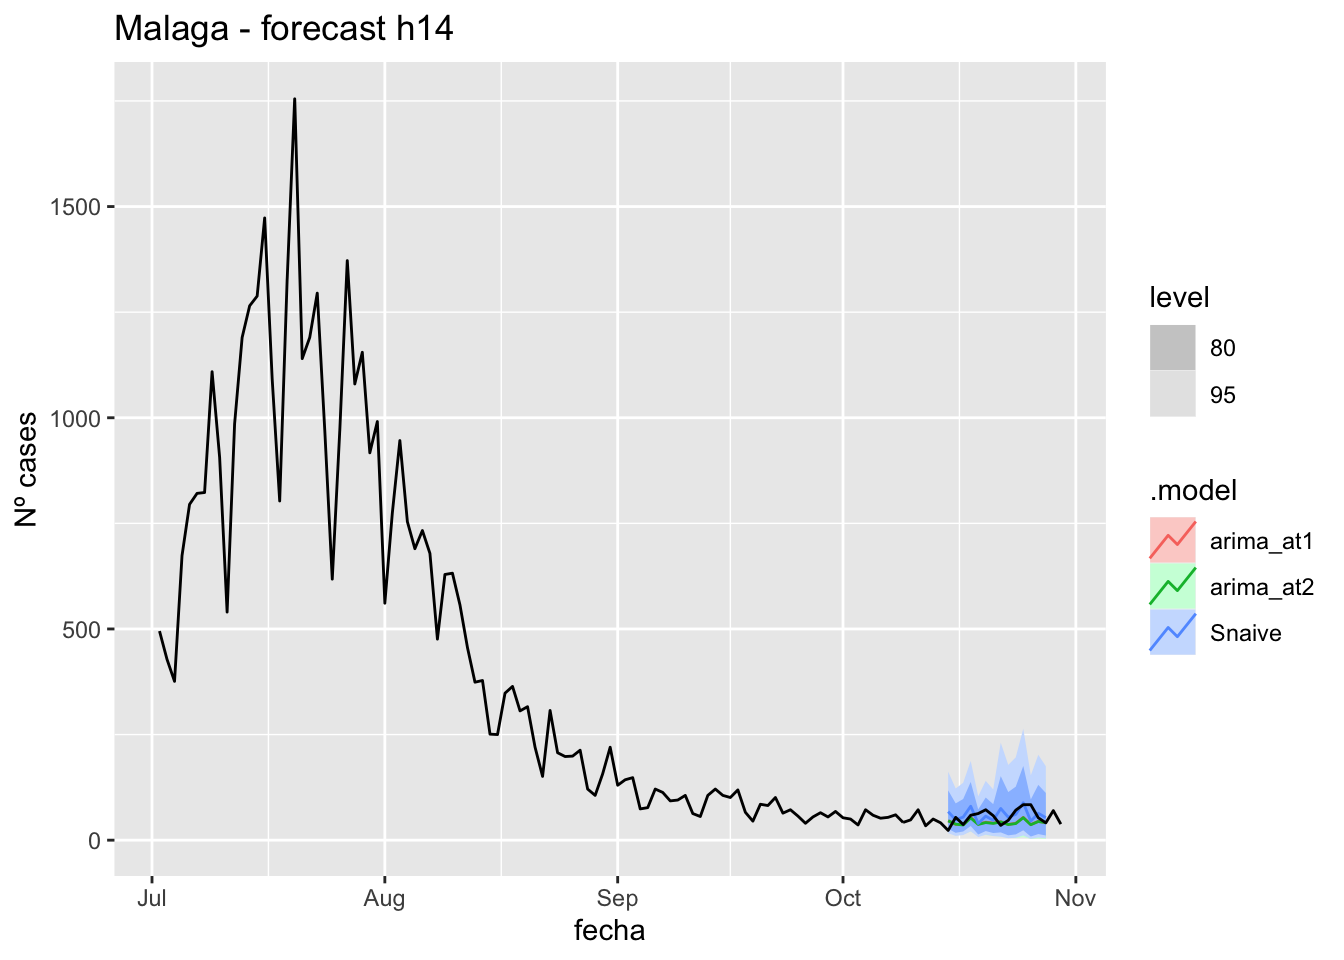 Malaga - forecast h14
Nº cases
1500
1000
500
0
Jul
Aug
Sep
Oct
Nov
fecha
level
80
95
.model
arima_at1
arima_at2
Snaive